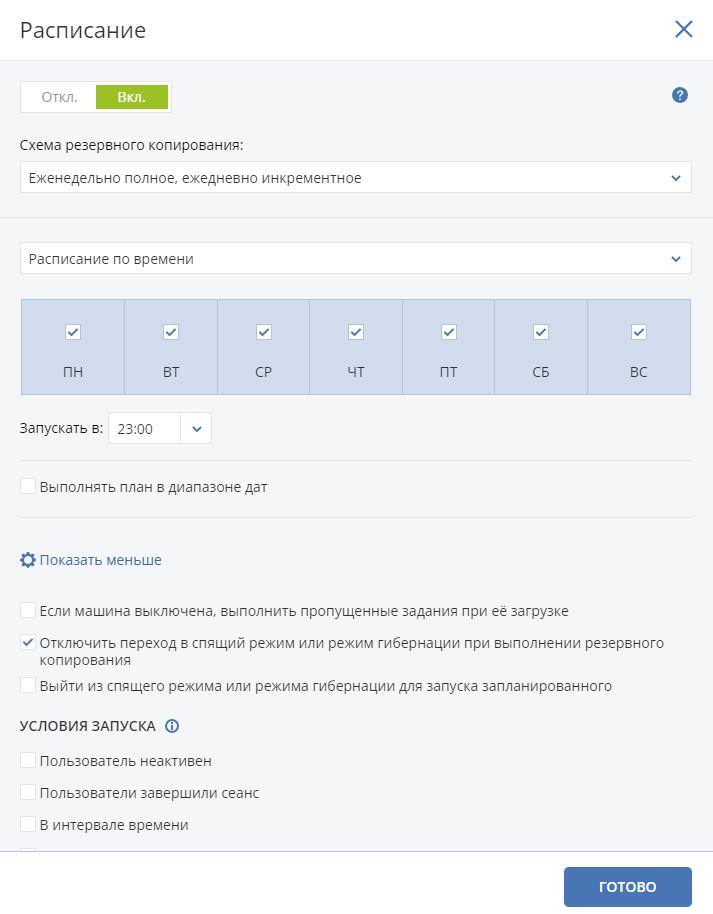 Расписание
Откл. Вкл.
Схема резервного копирования:
Еженедельно полное, ежедневно инкрементное
Расписание по времени
ПН ВТ СР ЧТ ПТ СБ ВС
Запускать в: 23:00
Выполнять план в диапазоне дат
Показать меньше
Если машина выключена, выполнить пропущенные задания при её загрузке
Отключить переход в спящий режим или режим гибернации при выполнении резервного
копирования
Выйти из спящего режима или режима гибернации для запуска запланированного
УСЛОВИЯ ЗАПУСКА
Пользователь неактивен
Пользователи завершили сеанс
В интервале времени
ГОТОВО